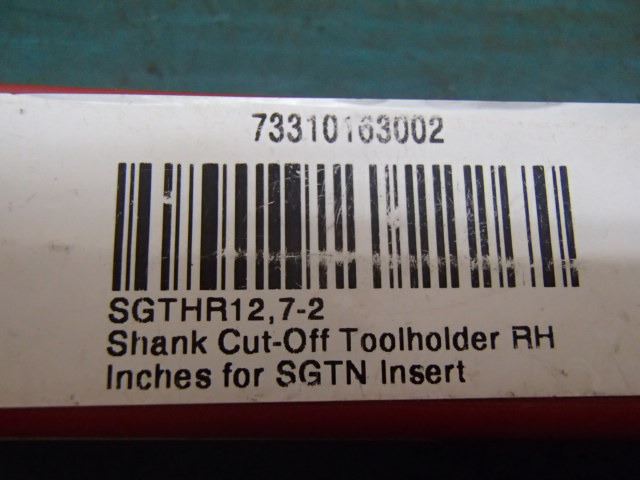 73310163002
SGTHR12,7-2
Shank Cut-Off Toolholder RH
Inches for SGTN Insert